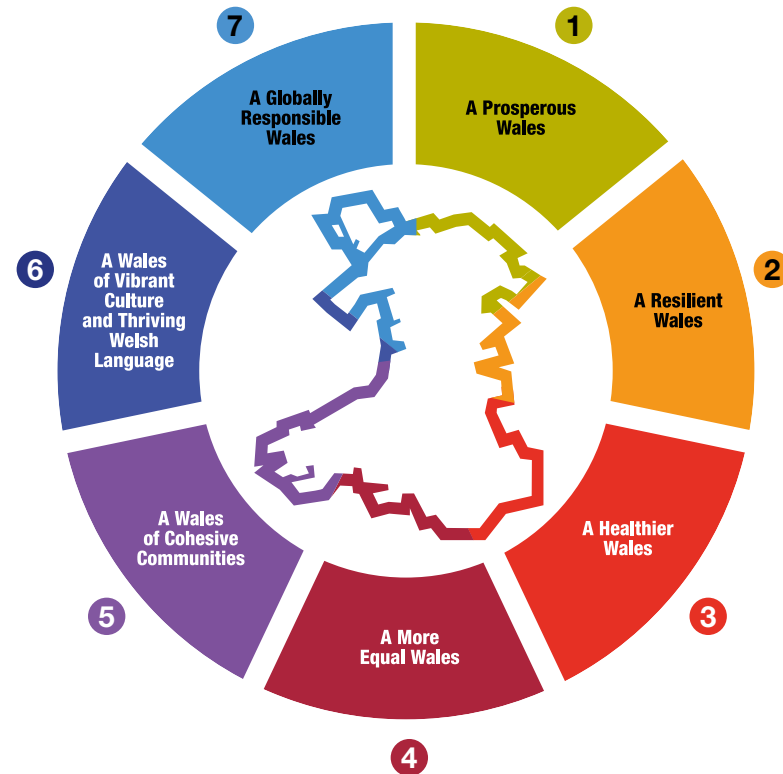 1
A Prosperous
Wales
2
A Resilient
Wales
3
A Healthier
Wales
4
A More
Equal Wales
5
A Wales
of Cohesive
Communities
6
A Wales
of Vibrant
Culture
and Thriving
Welsh
Language
7
A Globally
Responsible
Wales